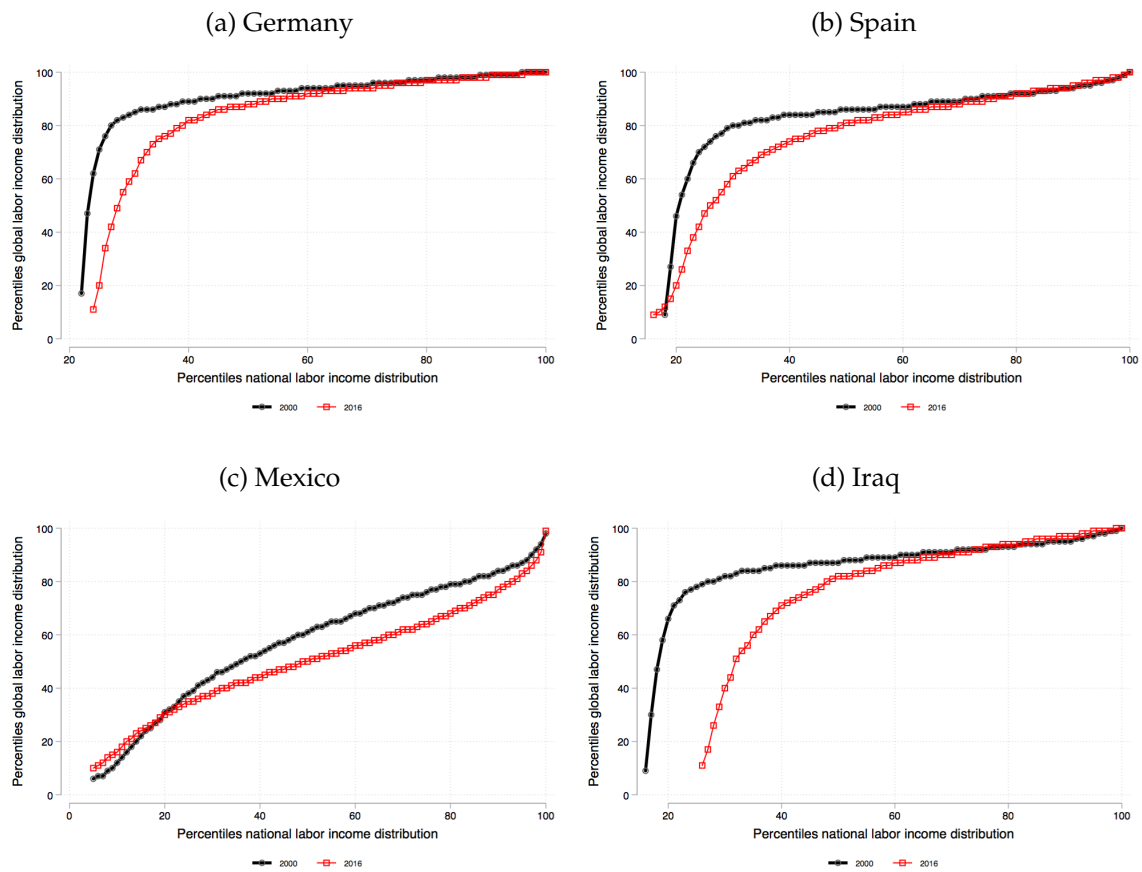 (a) Germany
Percentiles global labor income distribution
100
80
60
40
20
0
20 40 60 80 100
Percentiles national labor income distribution
2000 2016
(b) Spain
Percentiles global labor income distribution
100
80
60
40
20
0
20 40 60 80 100
Percentiles national labor income distribution
2000 2016
(c) Mexico
Percentiles global labor income distribution
100
80
60
40
20
0
0 20 40 60 80 100
Percentiles national labor income distribution
2000 2016
(d) Iraq
Percentiles global labor income distribution
100
80
60
40
20
0
20 40 60 80 100
Percentiles national labor income distribution
2000 2016